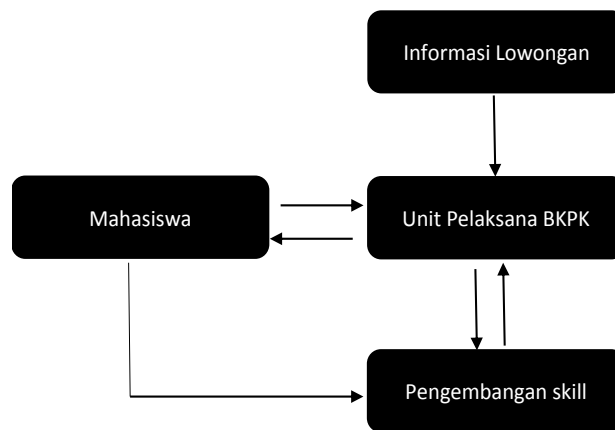 Informasi Lowongan
Mahasiswa
Unit Pelaksana BKPK
Pengembangan skill